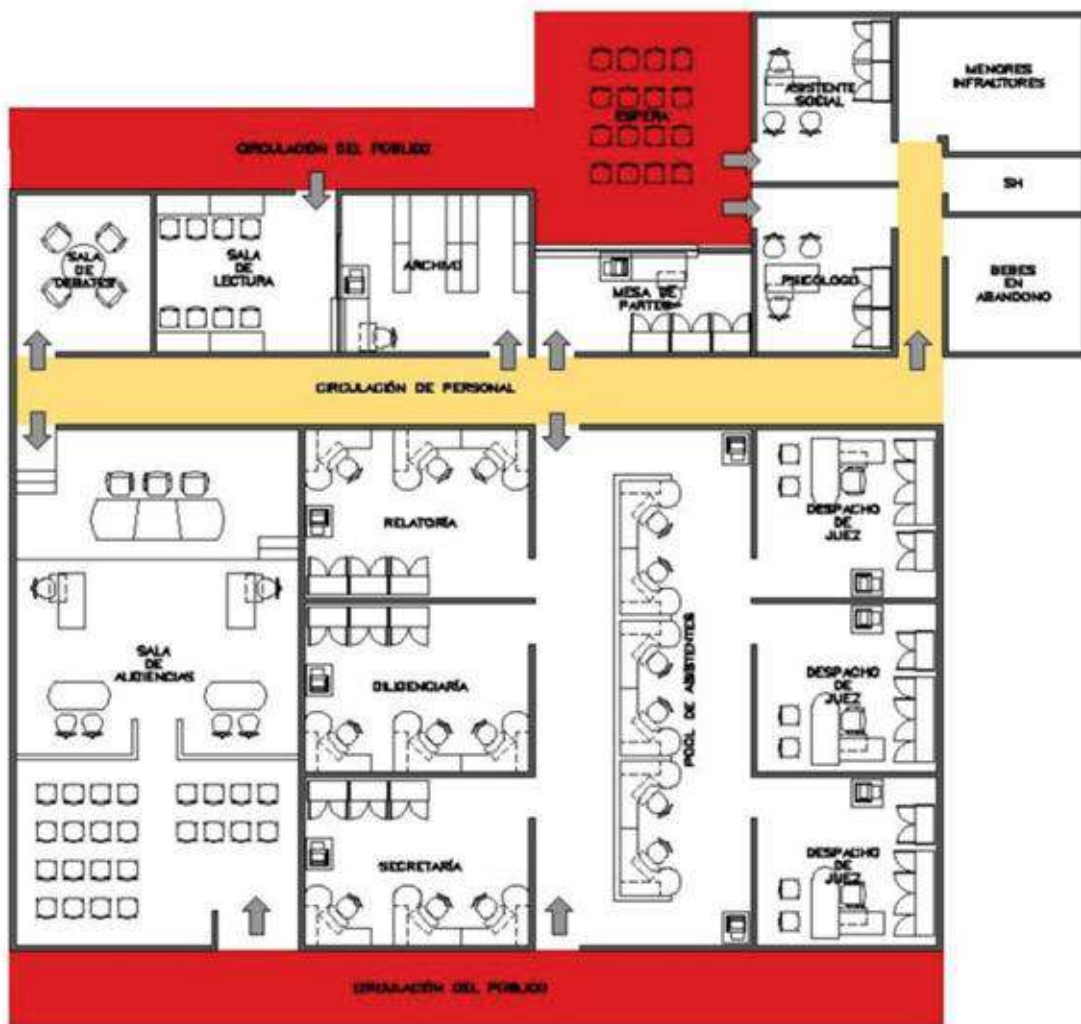 MENORES
INFRACTORES
ASISTENTE
SOCIAL
ESPERA
CIRCULACIÓN DEL PÚBLICO
SH
SALA
DE
DEBATES
SALA
DE
LECTURA
ARCHIVO
MESA DE
PARTES
PSICOLOGO
BEBES
EN
ABANDONO
CIRCULACIÓN DE PERSONAL
RELATORÍA
DESPACHO
DE
JUEZ
SALA
DE
AUDIENCIAS
DILIGENCIARÍA
POOL DE ASISTENTES
DESPACHO
DE
JUEZ
SECRETARÍA
DESPACHO
DE
JUEZ
CIRCULACIÓN DEL PÚBLICO